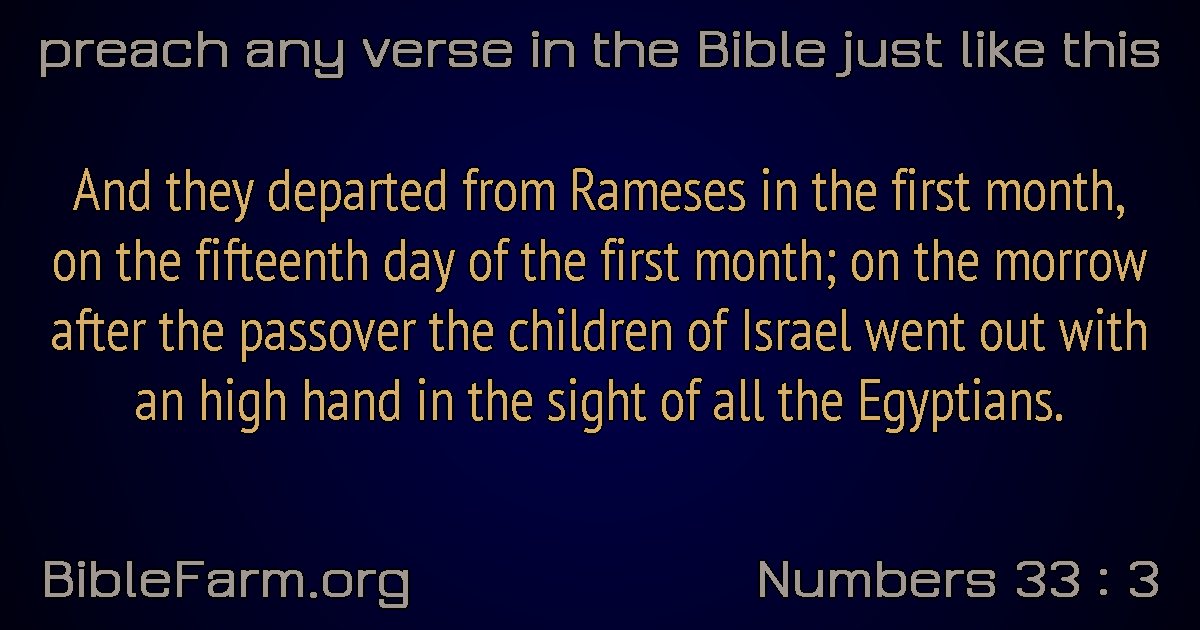 preach any verse in the Bible just like this
And they departed from Rameses in the first month,
on the fifteenth day of the first month; on the morrow
after the passover the children of Israel went out with
an high hand in the sight of all the Egyptians.
BibleFarm.org
Numbers 33 : 3